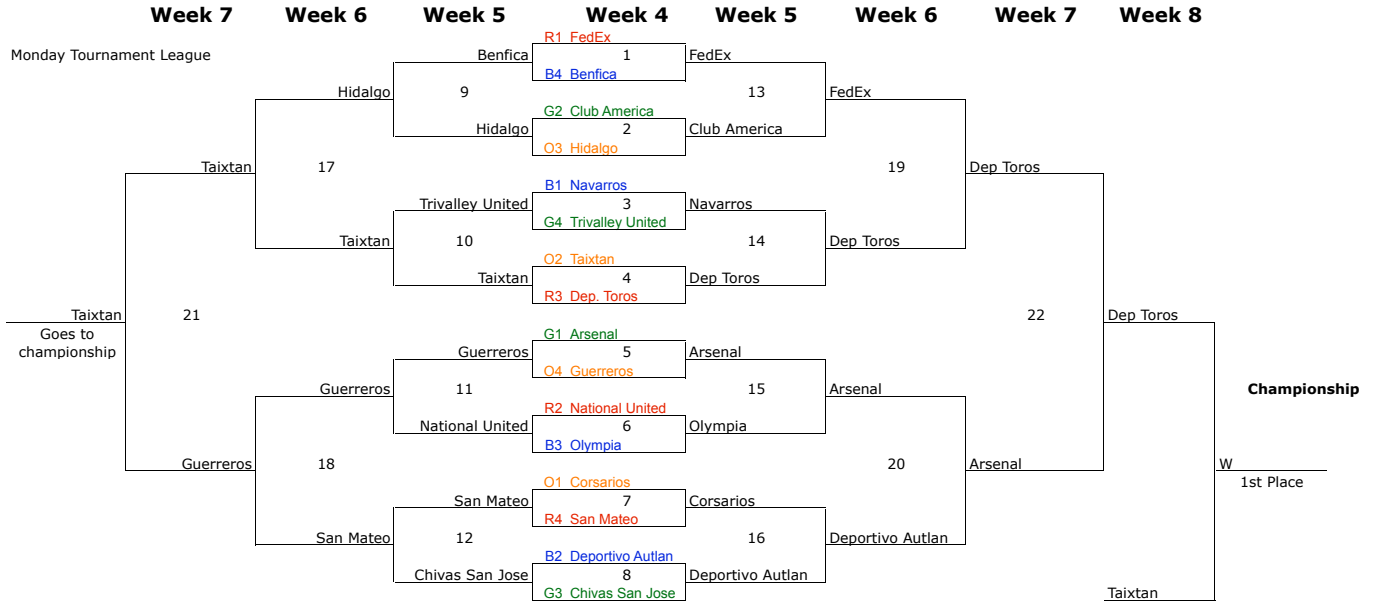 Week 7 Week 6 Week 5 Week 4 Week 5 Week 6 Week 7 Week 8
R1 FedEx
Monday Tournament League Benfica 1 FedEx
B4 Benfica
Hidalgo 9 13 FedEx
G2 Club America
Hidalgo 2 Club America
O3 Hidalgo
Taixtan 17 19 Dep Toros
B1 Navarros
Trivalley United 3 Navarros
G4 Trivalley United
Taixtan 10 14 Dep Toros
O2 Taixtan
Taixtan 4 Dep Toros
R3 Dep. Toros
Taixtan 21 22 Dep Toros
Goes to
championship
G1 Arsenal
Guerreros 5 Arsenal
O4 Guerreros
Guerreros 11 15 Arsenal Championship
R2 National United
National United 6 Olympia
B3 Olympia
Guerreros 18 20 Arsenal W
1st Place
O1 Corsarios
San Mateo 7 Corsarios
R4 San Mateo
San Mateo 12 16 Deportivo Autlan
B2 Deportivo Autlan
Chivas San Jose 8 Deportivo Autlan
G3 Chivas San Jose Taixtan